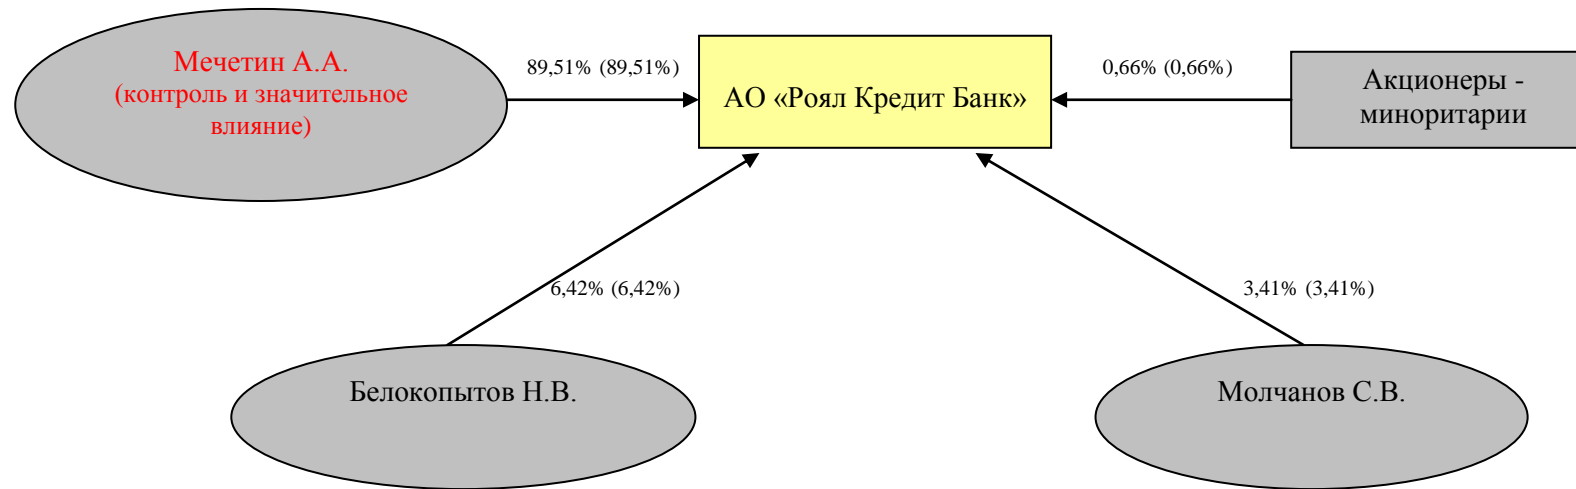 Мечетин А.А.
(контроль и значительное
влияние)
89,51% (89,51%)
АО «Роял Кредит Банк»
0,66% (0,66%)
Акционеры -
миноритарии
6,42% (6,42%)
3,41% (3,41%)
Белокопытов Н.В.
Молчанов С.В.